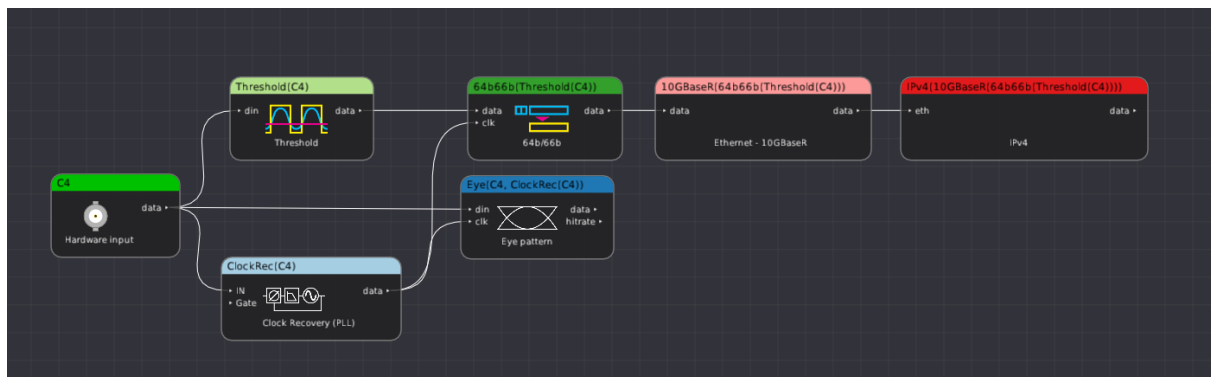 Threshold(C4)
din
data
Threshold
64b66b(Threshold(C4))
data
clk
data
64b/66b
10GBaseR(64b66b(Threshold(C4)))
data
data
Ethernet - 10GBaseR
IPv4(10GBaseR(64b66b(Threshold(C4))))
eth
data
IPv4
C4
data
Hardware input
Eye(C4, ClockRec(C4))
din
clk
data
hitrate
Eye pattern
ClockRec(C4)
IN
Gate
data
Clock Recovery (PLL)